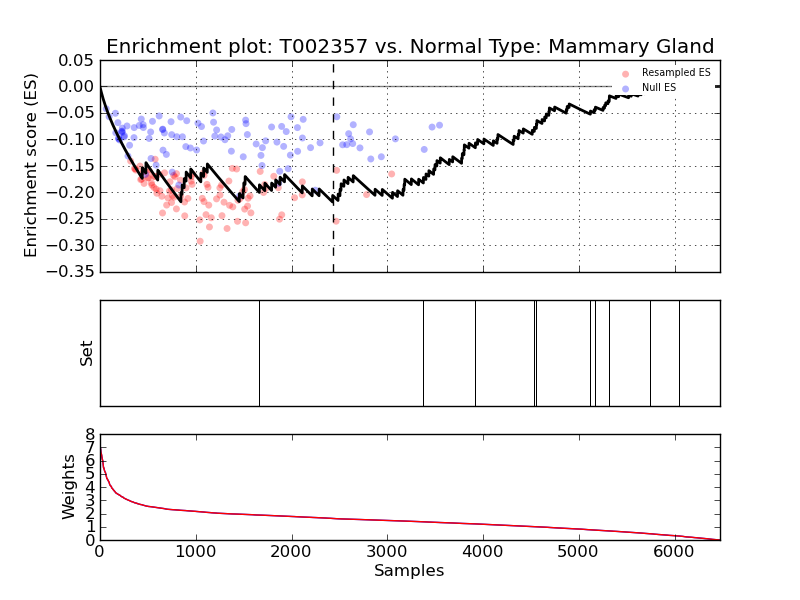 Enrichment plot: T002357 vs. Normal Type: Mammary Gland
Enrichment score (ES)
0.05
0.00
−0.05
−0.10
−0.15
−0.20
−0.25
−0.30
−0.35
Resampled ES
Null ES
Set
Weights
8
7
6
5
4
3
2
1
0
0 1000 2000 3000 4000 5000 6000
Samples